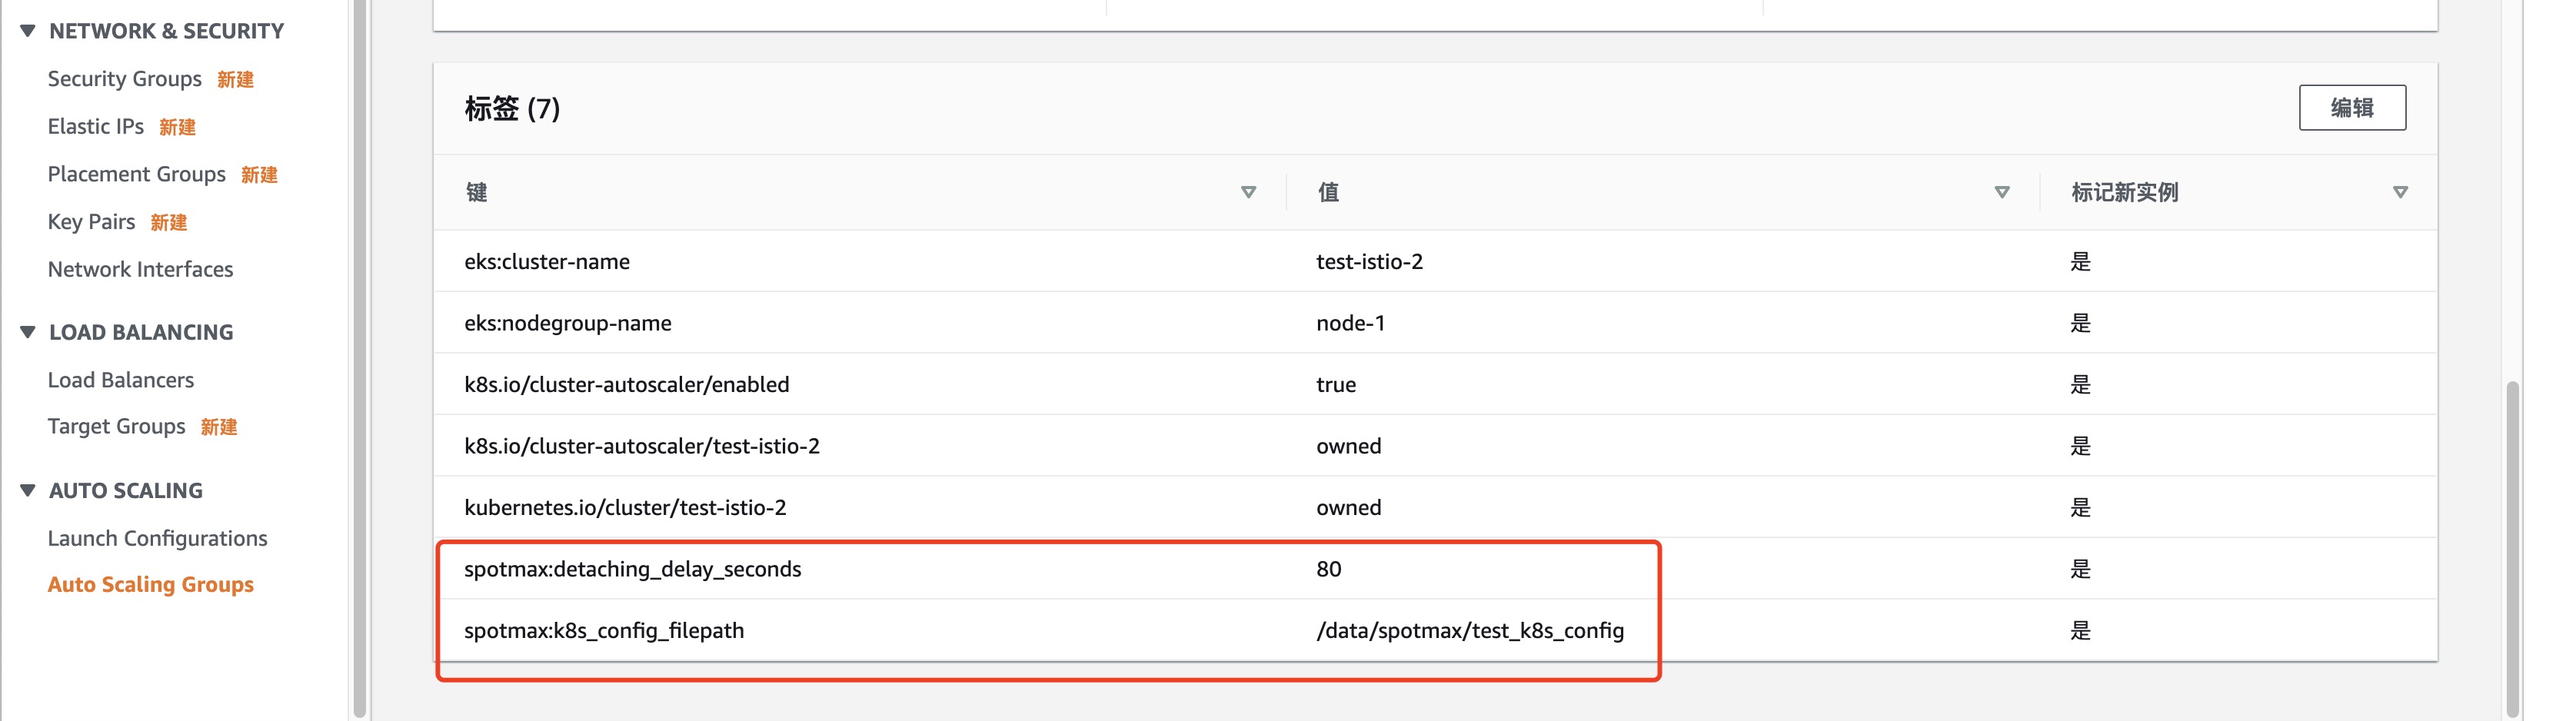 NETWORK & SECURITY
Security Groups 新建
Elastic IPs 新建
Placement Groups 新建
Key Pairs 新建
Network Interfaces
LOAD BALANCING
Load Balancers
Target Groups 新建
AUTO SCALING
Launch Configurations
Auto Scaling Groups
标签 (7)
编辑
键 值 标记新实例
eks:cluster-name test-istio-2 是
eks:nodegroup-name node-1 是
k8s.io/cluster-autoscaler/enabled true 是
k8s.io/cluster-autoscaler/test-istio-2 owned 是
kubernetes.io/cluster/test-istio-2 owned 是
spotmax:detaching_delay_seconds 80 是
spotmax:k8s_config_filepath /data/spotmax/test_k8s_config 是